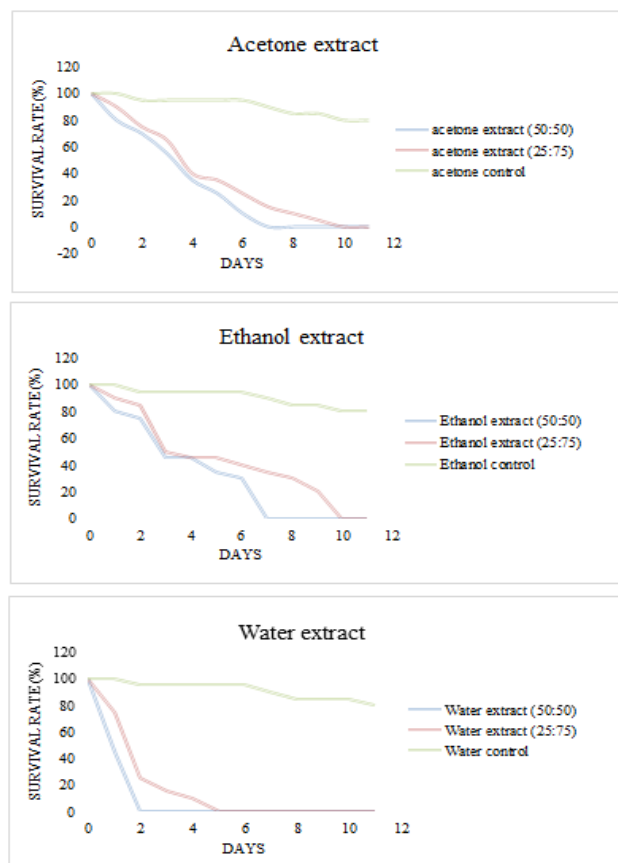 Acetone extract
120
100
80
60
40
20
0
-20
0 2 4 6 8 10 12
SURVIVAL RATE(%)
DAYS
acetone extract (50:50)
acetone extract (25:75)
acetone control
Ethanol extract
120
100
80
60
40
20
0
0 2 4 6 8 10 12
SURVIVAL RATE(%)
DAYS
Ethanol extract (50:50)
Ethanol extract (25:75)
Ethanol control
Water extract
120
100
80
60
40
20
0
0 2 4 6 8 10 12
SURVIVAL RATE(%)
DAYS
Water extract (50:50)
Water extract (25:75)
Water control